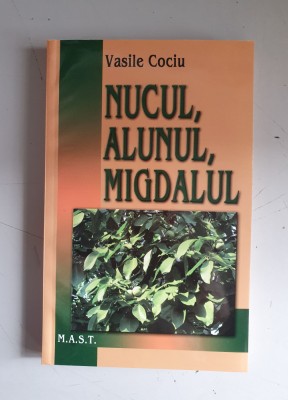 Vasile Cociu
NUCUL,
ALUNUL,
MIGDALUL
M.A.S.T.